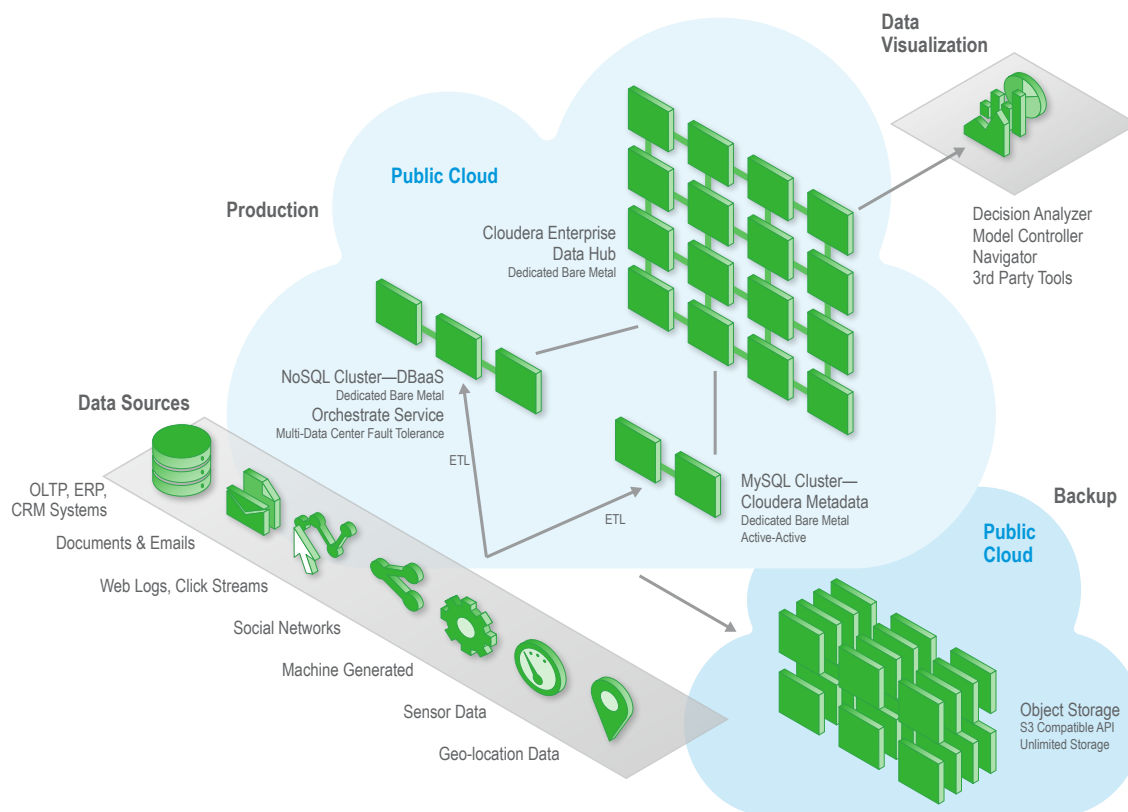 Data
Visualization
Decision Analyzer
Model Controller
Navigator
3rd Party Tools
Public Cloud
Production
Cloudera Enterprise
Data Hub
Dedicated Bare Metal
NoSQL Cluster—DBaaS
Dedicated Bare Metal
Orchestrate Service
Multi-Data Center Fault Tolerance
ETL
ETL
MySQL Cluster—
Cloudera Metadata
Dedicated Bare Metal
Active-Active
Data Sources
OLTP, ERP,
CRM Systems
Documents & Emails
Web Logs, Click Streams
Social Networks
Machine Generated
Sensor Data
Geo-location Data
Backup
Public
Cloud
Object Storage
S3 Compatible API
Unlimited Storage